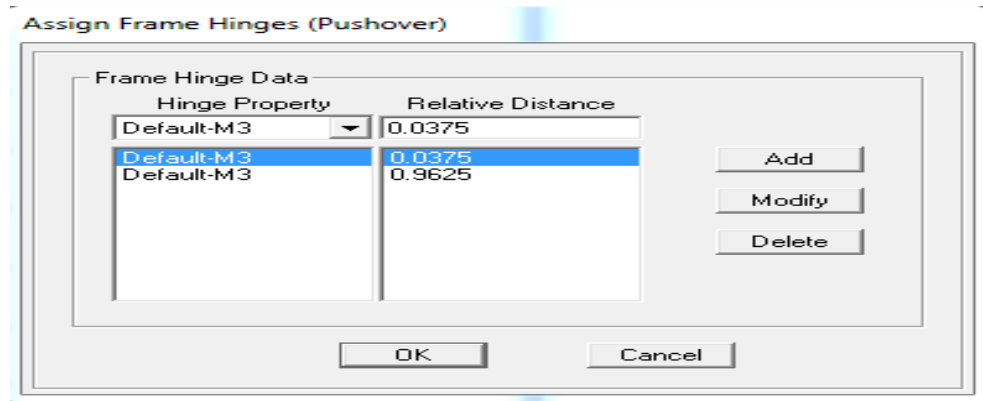 Assign Frame Hinges (Pushover)
Frame Hinge Data
Hinge Property Relative Distance
Default-M3 0.0375
Default-M3 0.0375 Add
Default-M3 0.9625
Modify
Delete
OK Cancel